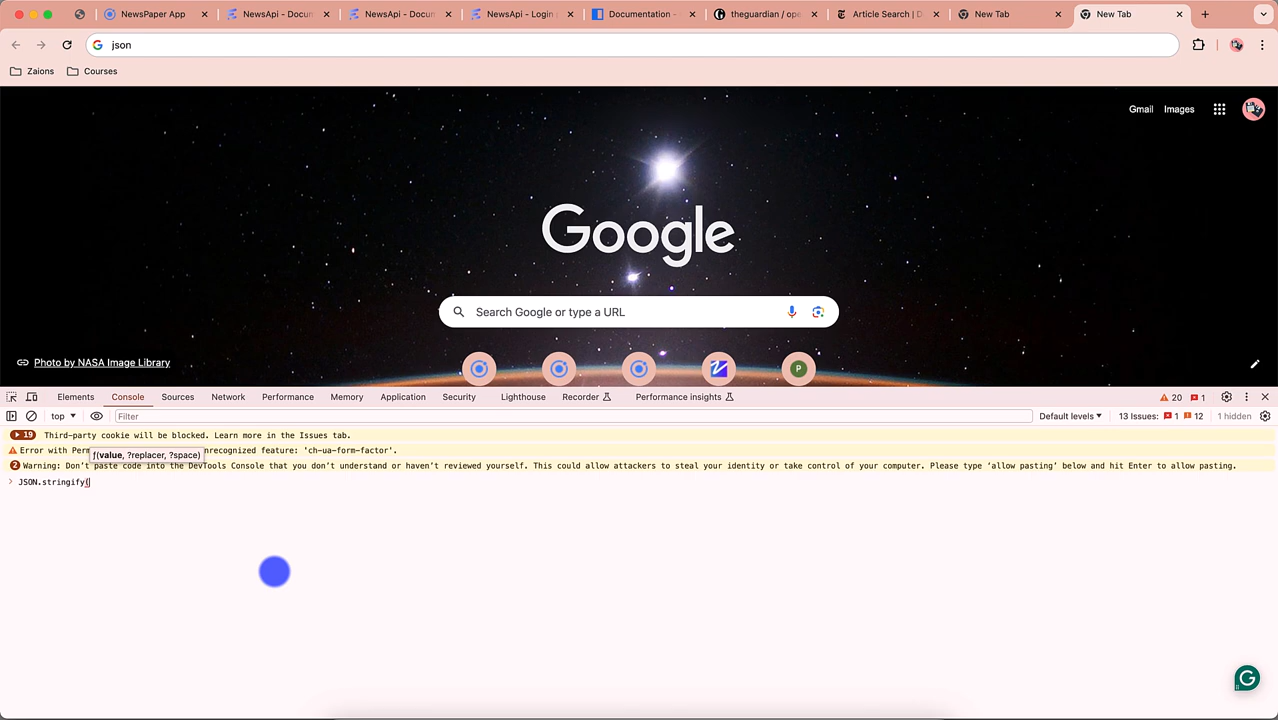 NewsPaper App
NewsApi - Docun
NewsApi - Docun
NewsApi - Login
Documentation -
theguardian / ope
Article Search | D
New Tab
New Tab
json
Zaions
Courses
Gmail
Images
Google
Search Google or type a URL
Photo by NASA Image Library
P
Elements
Console
Sources
Network
Performance
Memory
Application
Security
Lighthouse
Recorder
Performance insights
20
1
top
Filter
Default levels
13 Issues:
1
12
1 hidden
19 Third-party cookie will be blocked. Learn more in the Issues tab.
Error with Perm
nrecognized feature: 'ch-ua-form-factor'.
ƒ(value, ?replacer, ?space)
2 Warning: Don't paste code into the DevTools Console that you don't understand or haven't reviewed yourself. This could allow attackers to steal your identity or take control of your computer. Please type 'allow pasting' below and hit Enter to allow pasting.
JSON.stringify(